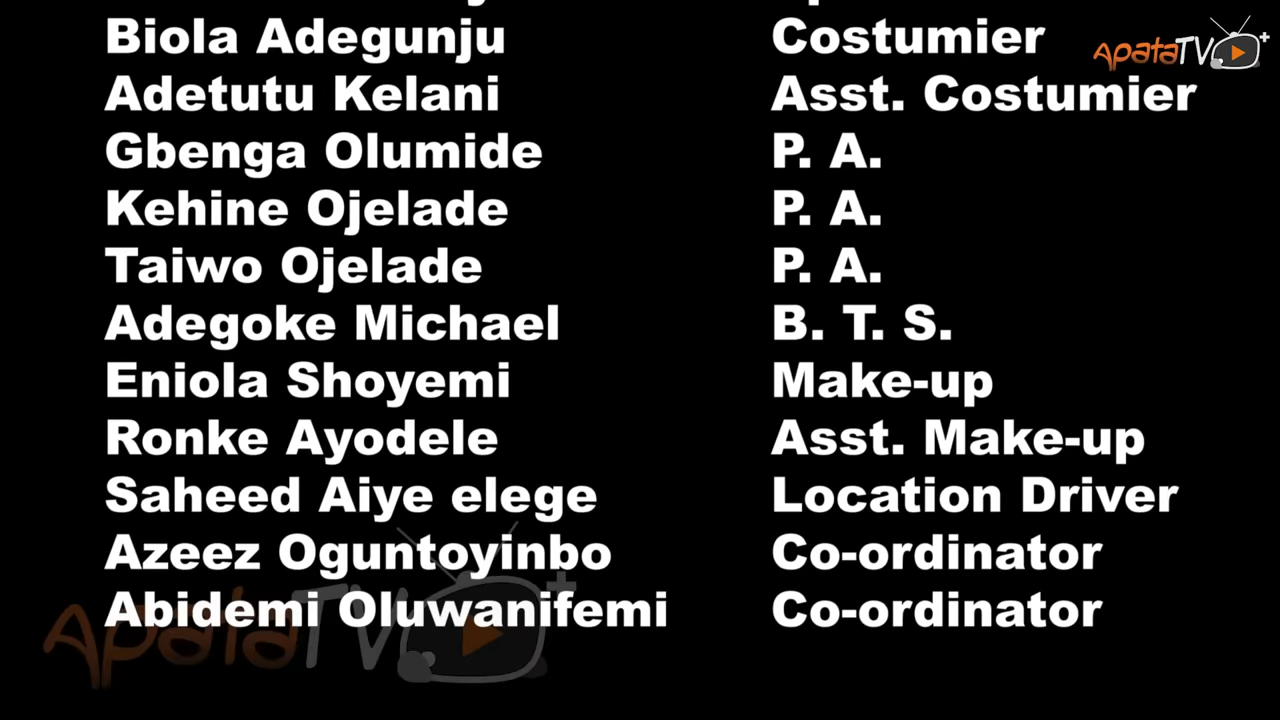 Biola Adegunju Costumier
ApataTV+
Adetutu Kelani Asst. Costumier
Gbenga Olumide P. A.
Kehine Ojelade P. A.
Taiwo Ojelade P. A.
Adegoke Michael B. T. S.
Eniola Shoyemi Make-up
Ronke Ayodele Asst. Make-up
Saheed Aiye elege Location Driver
Azeez Oguntoyinbo Co-ordinator
Abidemi Oluwanifemi Co-ordinator
ApataTV+